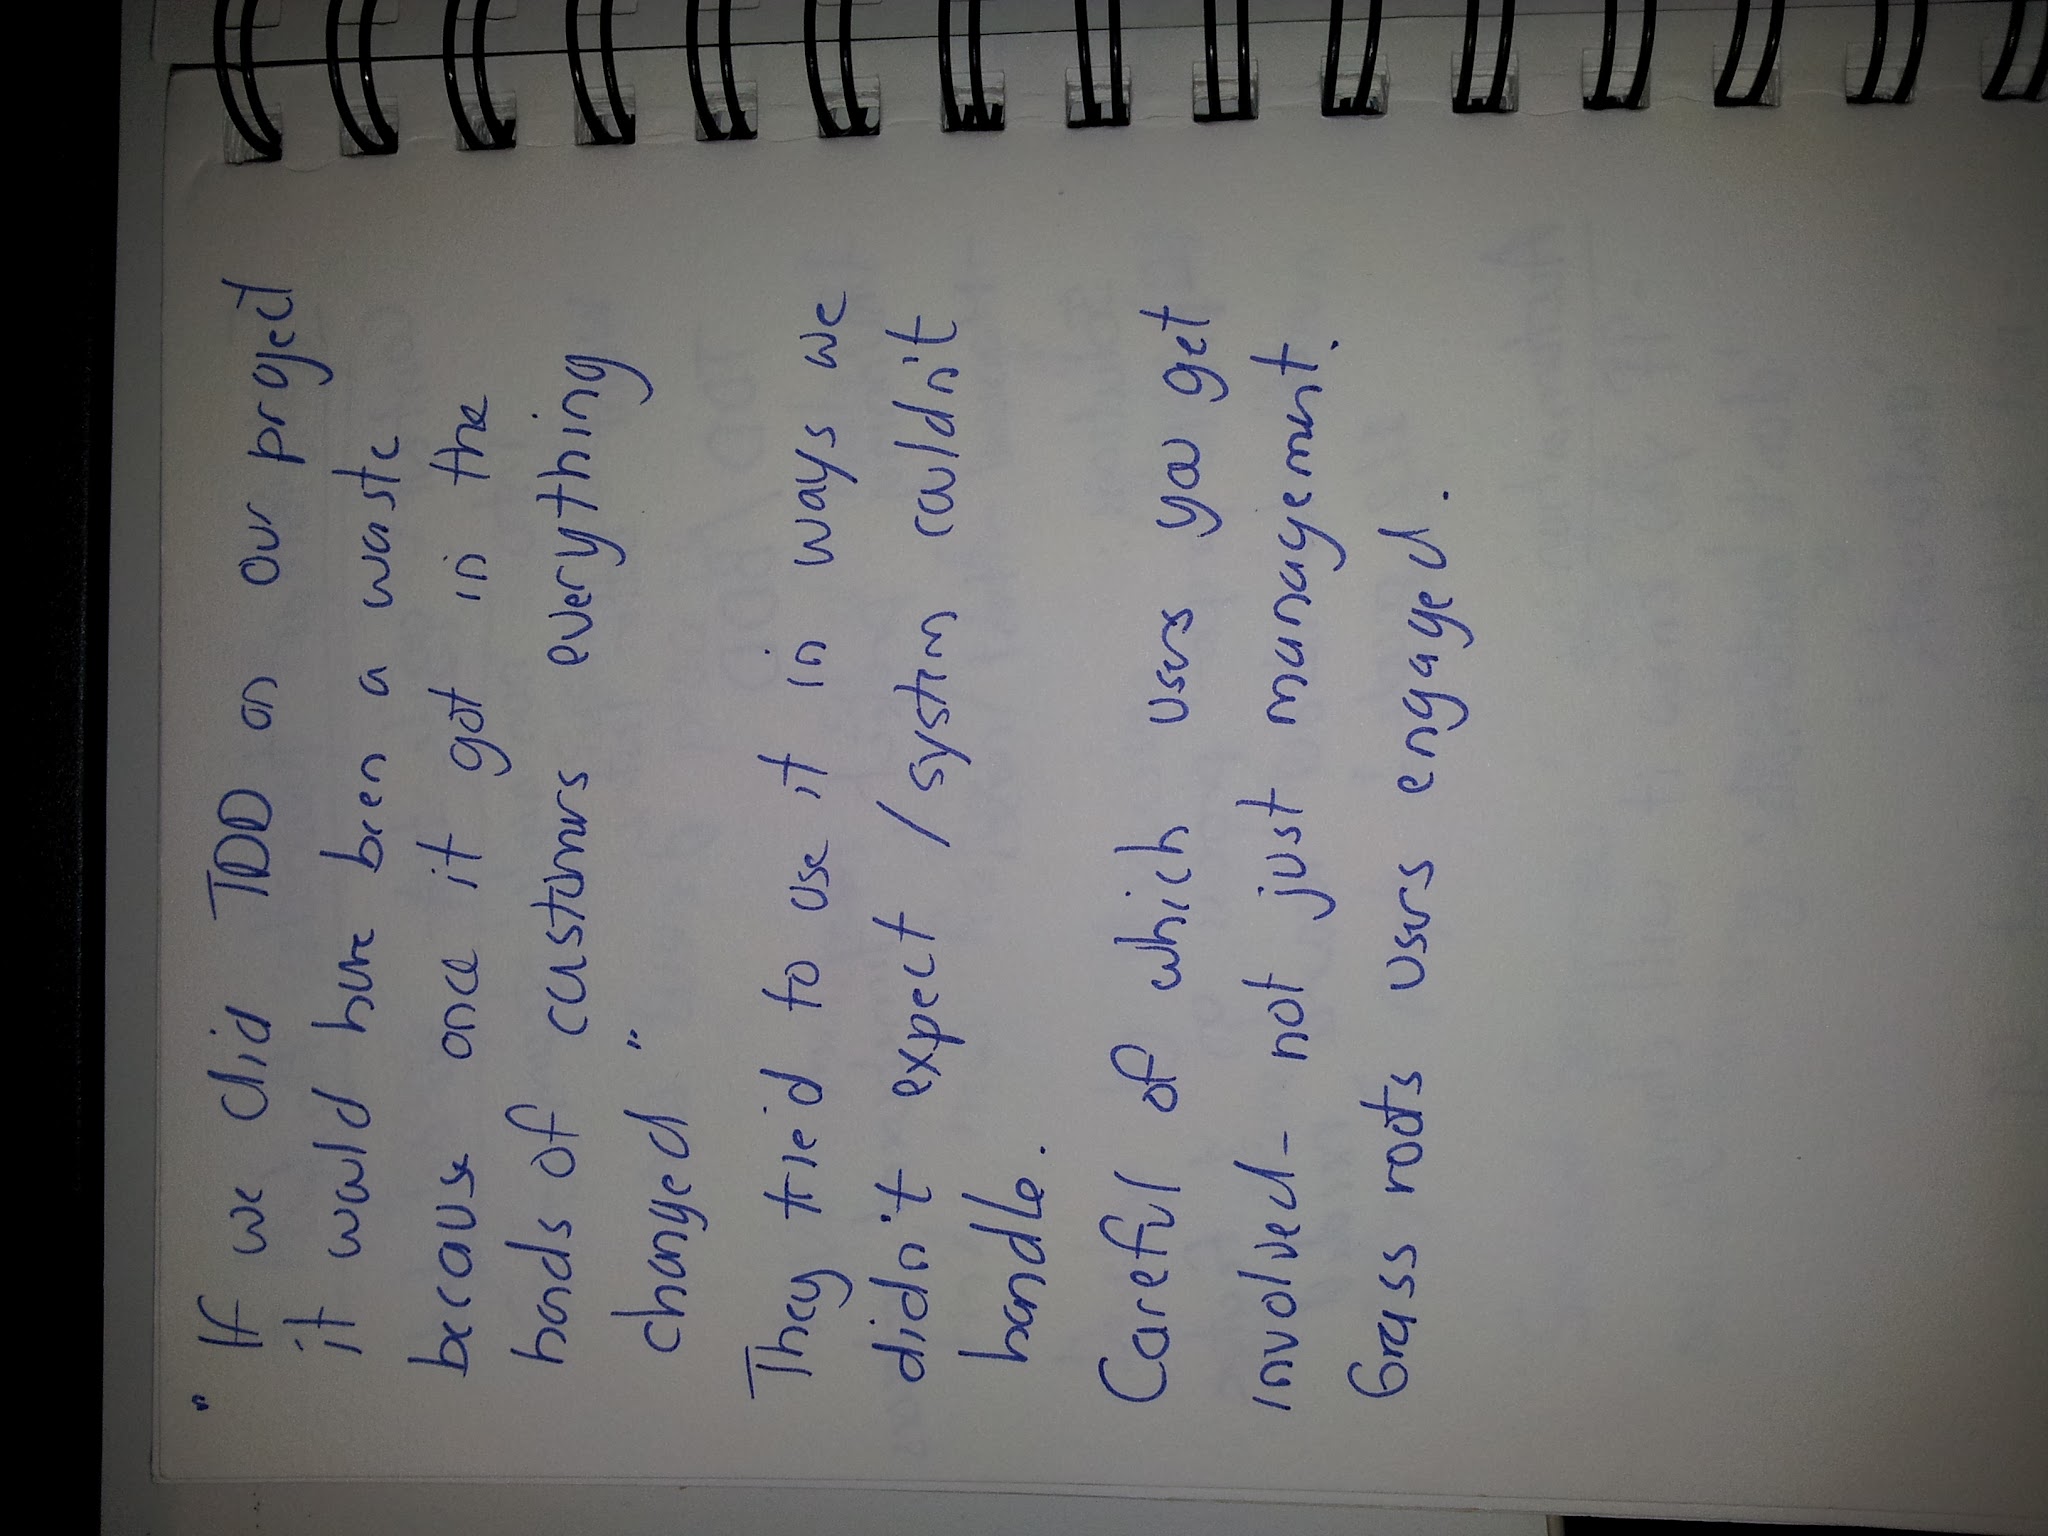 " If we did TDD on our project
it would have been a waste
because once it got in the
hands of customers everything
changed "
They tried to use it in ways we
didn't expect / system couldn't
handle.
Careful of which users you get
involved - not just management.
Grass roots users engaged.